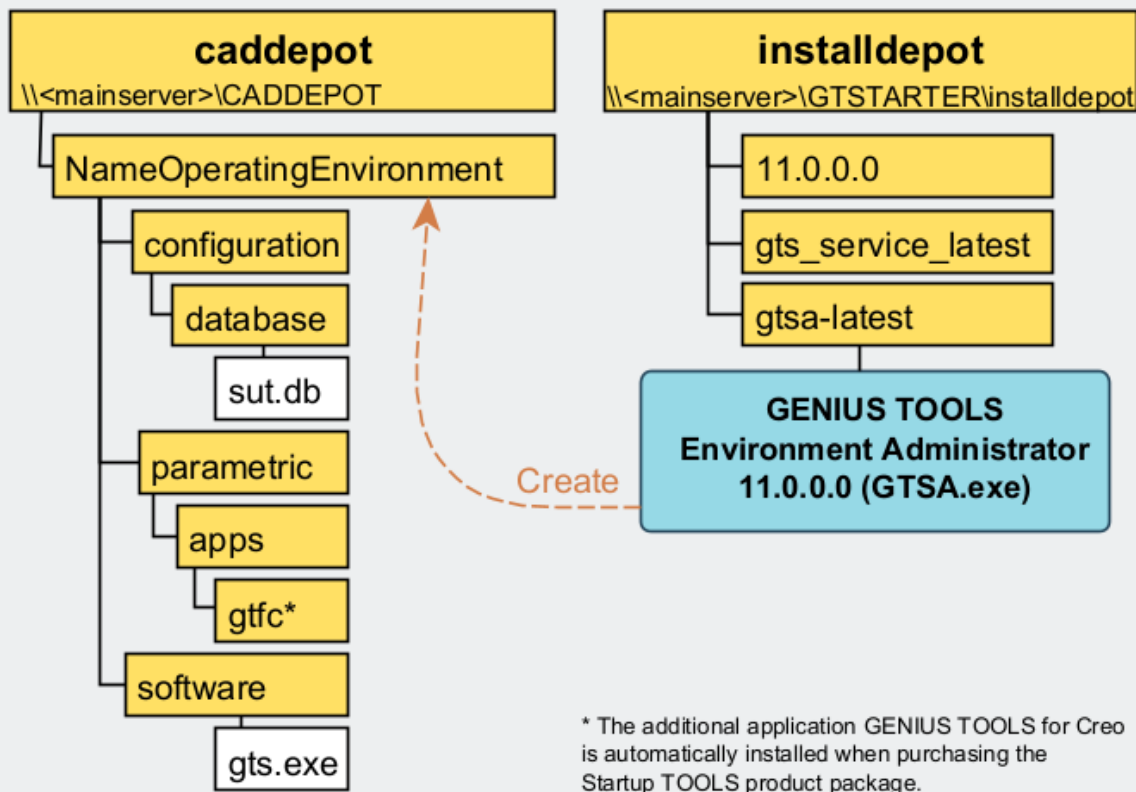 caddepot
\\<mainserver>\CADDEPOT
NameOperatingEnvironment
configuration
database
sut.db
parametric
apps
gtfc*
software
gts.exe
installdepot
\\<mainserver>\GTSTARTER\installdepot
11.0.0.0
gts_service_latest
gtsa-latest
GENIUS TOOLS
Environment Administrator
11.0.0.0 (GTSA.exe)
Create
* The additional application GENIUS TOOLS for Creo
is automatically installed when purchasing the
Startup TOOLS product package.